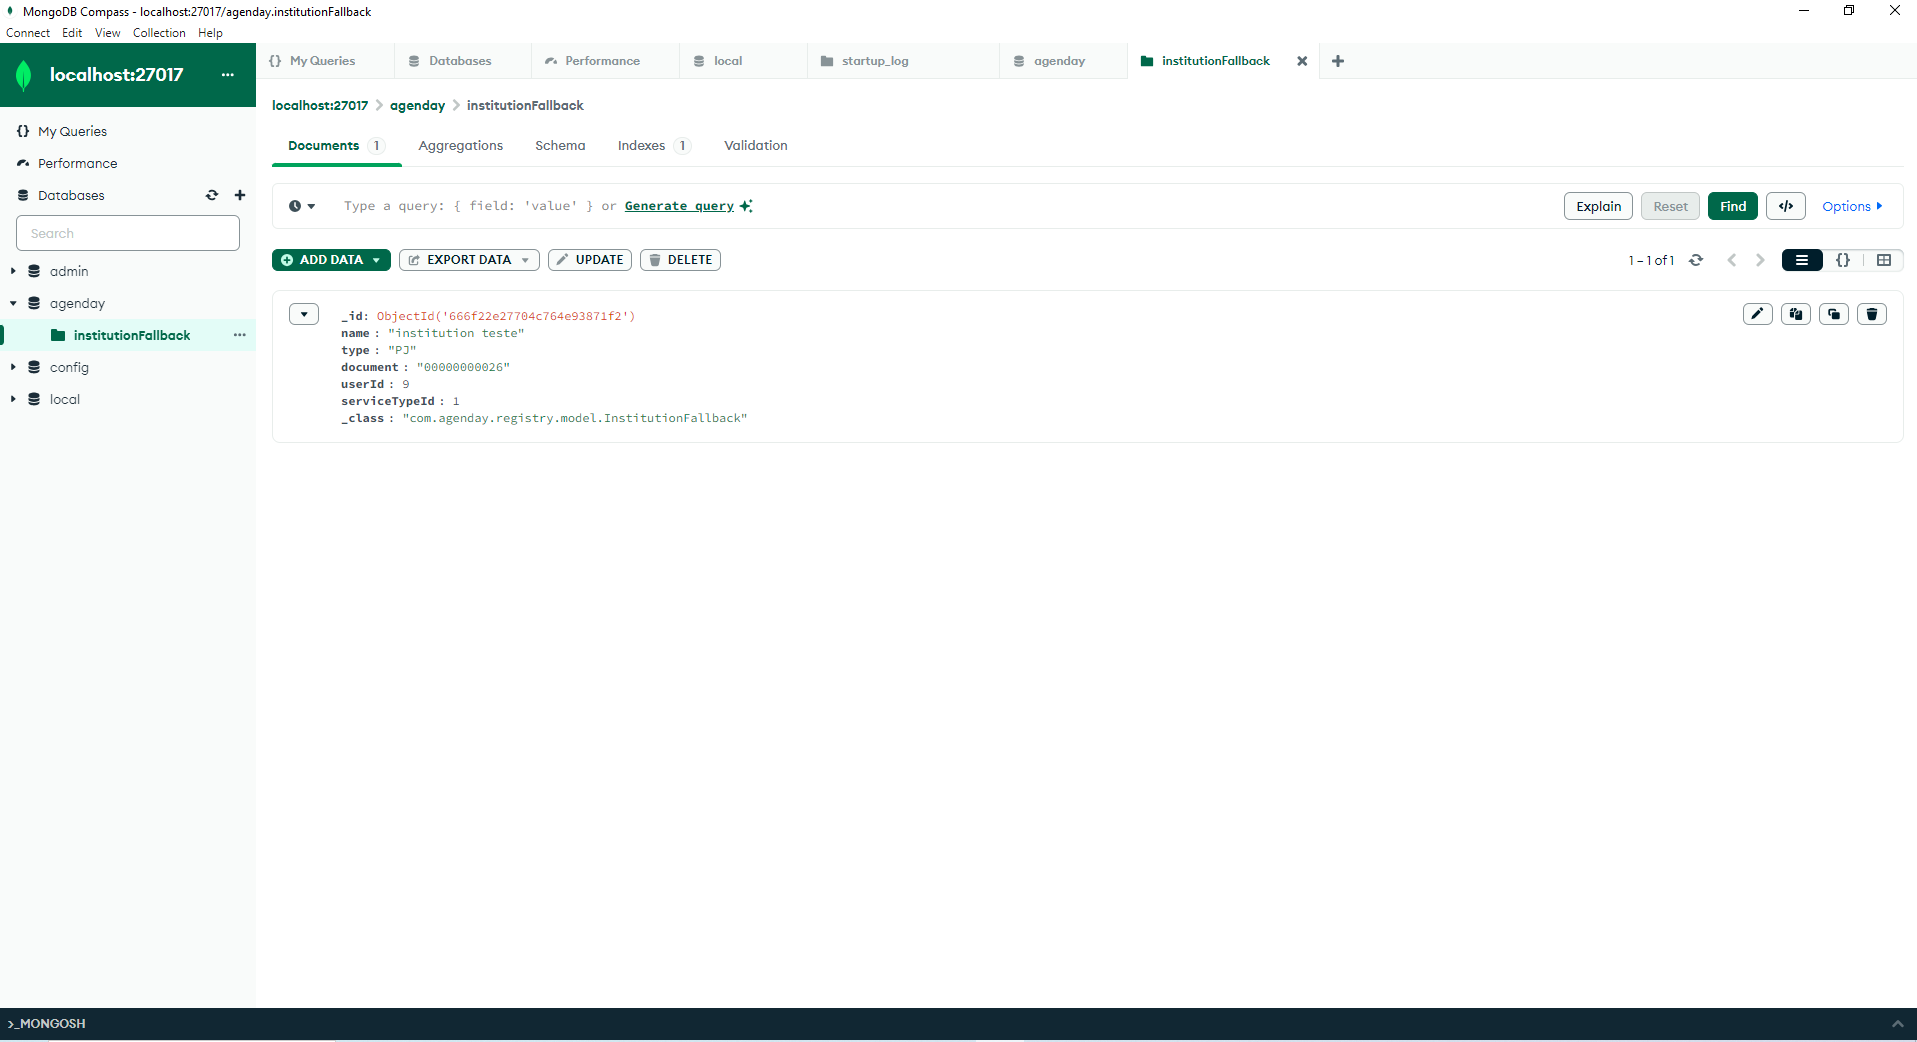 MongoDB Compass - localhost:27017/agenday.institutionFallback
Connect Edit View Collection Help
localhost:27017 ...
My Queries
Performance
Databases
Search
admin
agenday
institutionFallback ...
config
local
{} My Queries Databases Performance local startup_log agenday institutionFallback
localhost:27017 > agenday > institutionFallback
Documents 1 Aggregations Schema Indexes 1 Validation
Type a query: { field: 'value' } or Generate query
Explain Reset Find </> Options
ADD DATA EXPORT DATA UPDATE DELETE
1 – 1 of 1 {}
_id: ObjectId('666f22e27704c764e93871f2')
name : "institution teste"
type : "PJ"
document : "00000000026"
userId : 9
serviceTypeId : 1
_class : "com.agenday.registry.model.InstitutionFallback"
>_MONGOSH